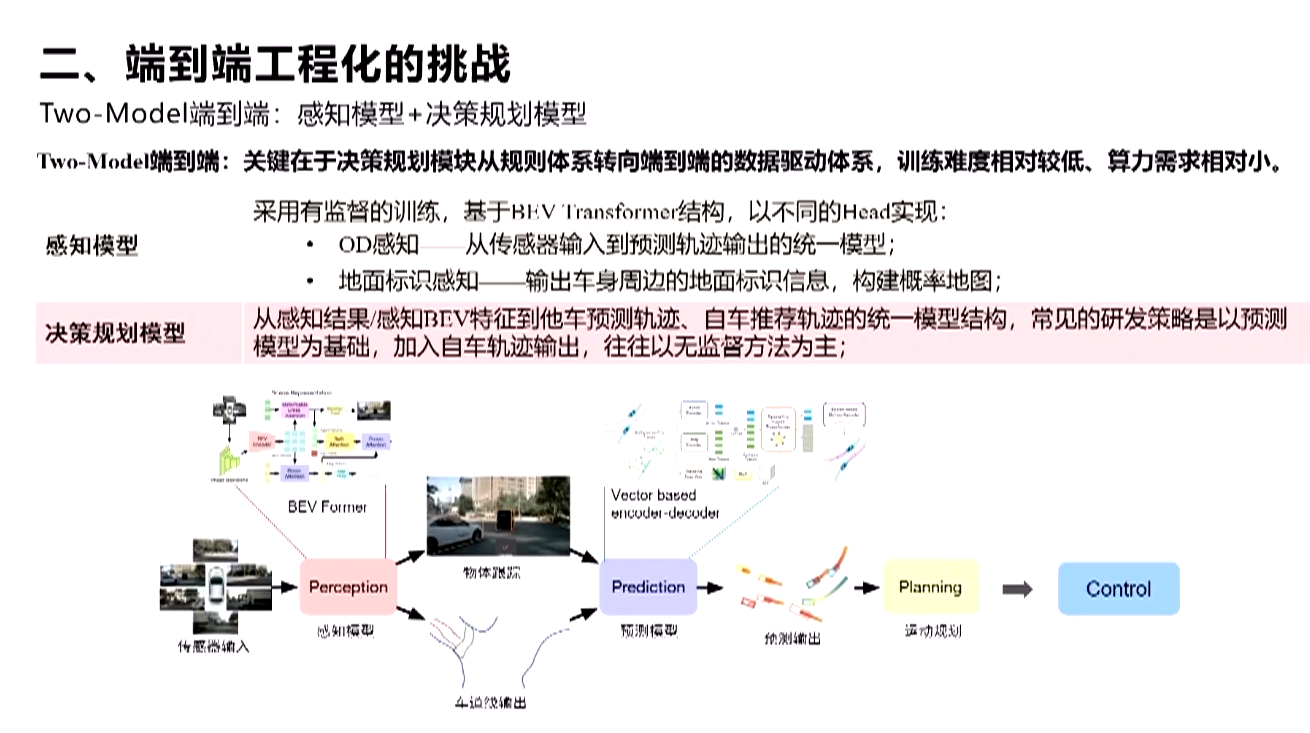 二、端到端工程化的挑战
Two-Model端到端：感知模型+决策规划模型
Two-Model端到端：关键在于决策规划模块从规则体系转向端到端的数据驱动体系，训练难度相对较低、算力需求相对小。
感知模型
采用有监督的训练，基于BEV Transformer结构，以不同的Head实现：
• OD感知——从传感器输入到预测轨迹输出的统一模型；
• 地面标识感知——输出车身周边的地面标识信息，构建概率地图；
决策规划模型
从感知结果/感知BEV特征到他车预测轨迹、自车推荐轨迹的统一模型结构，常见的研发策略是以预测
模型为基础，加入自车轨迹输出，往往以无监督方法为主；
BEV Former
Vector based
encoder-decoder
物体跟踪
Perception
Prediction
Planning
Control
感知模型
预测模型
预测输出
运动规划
传感器输入
车道线输出